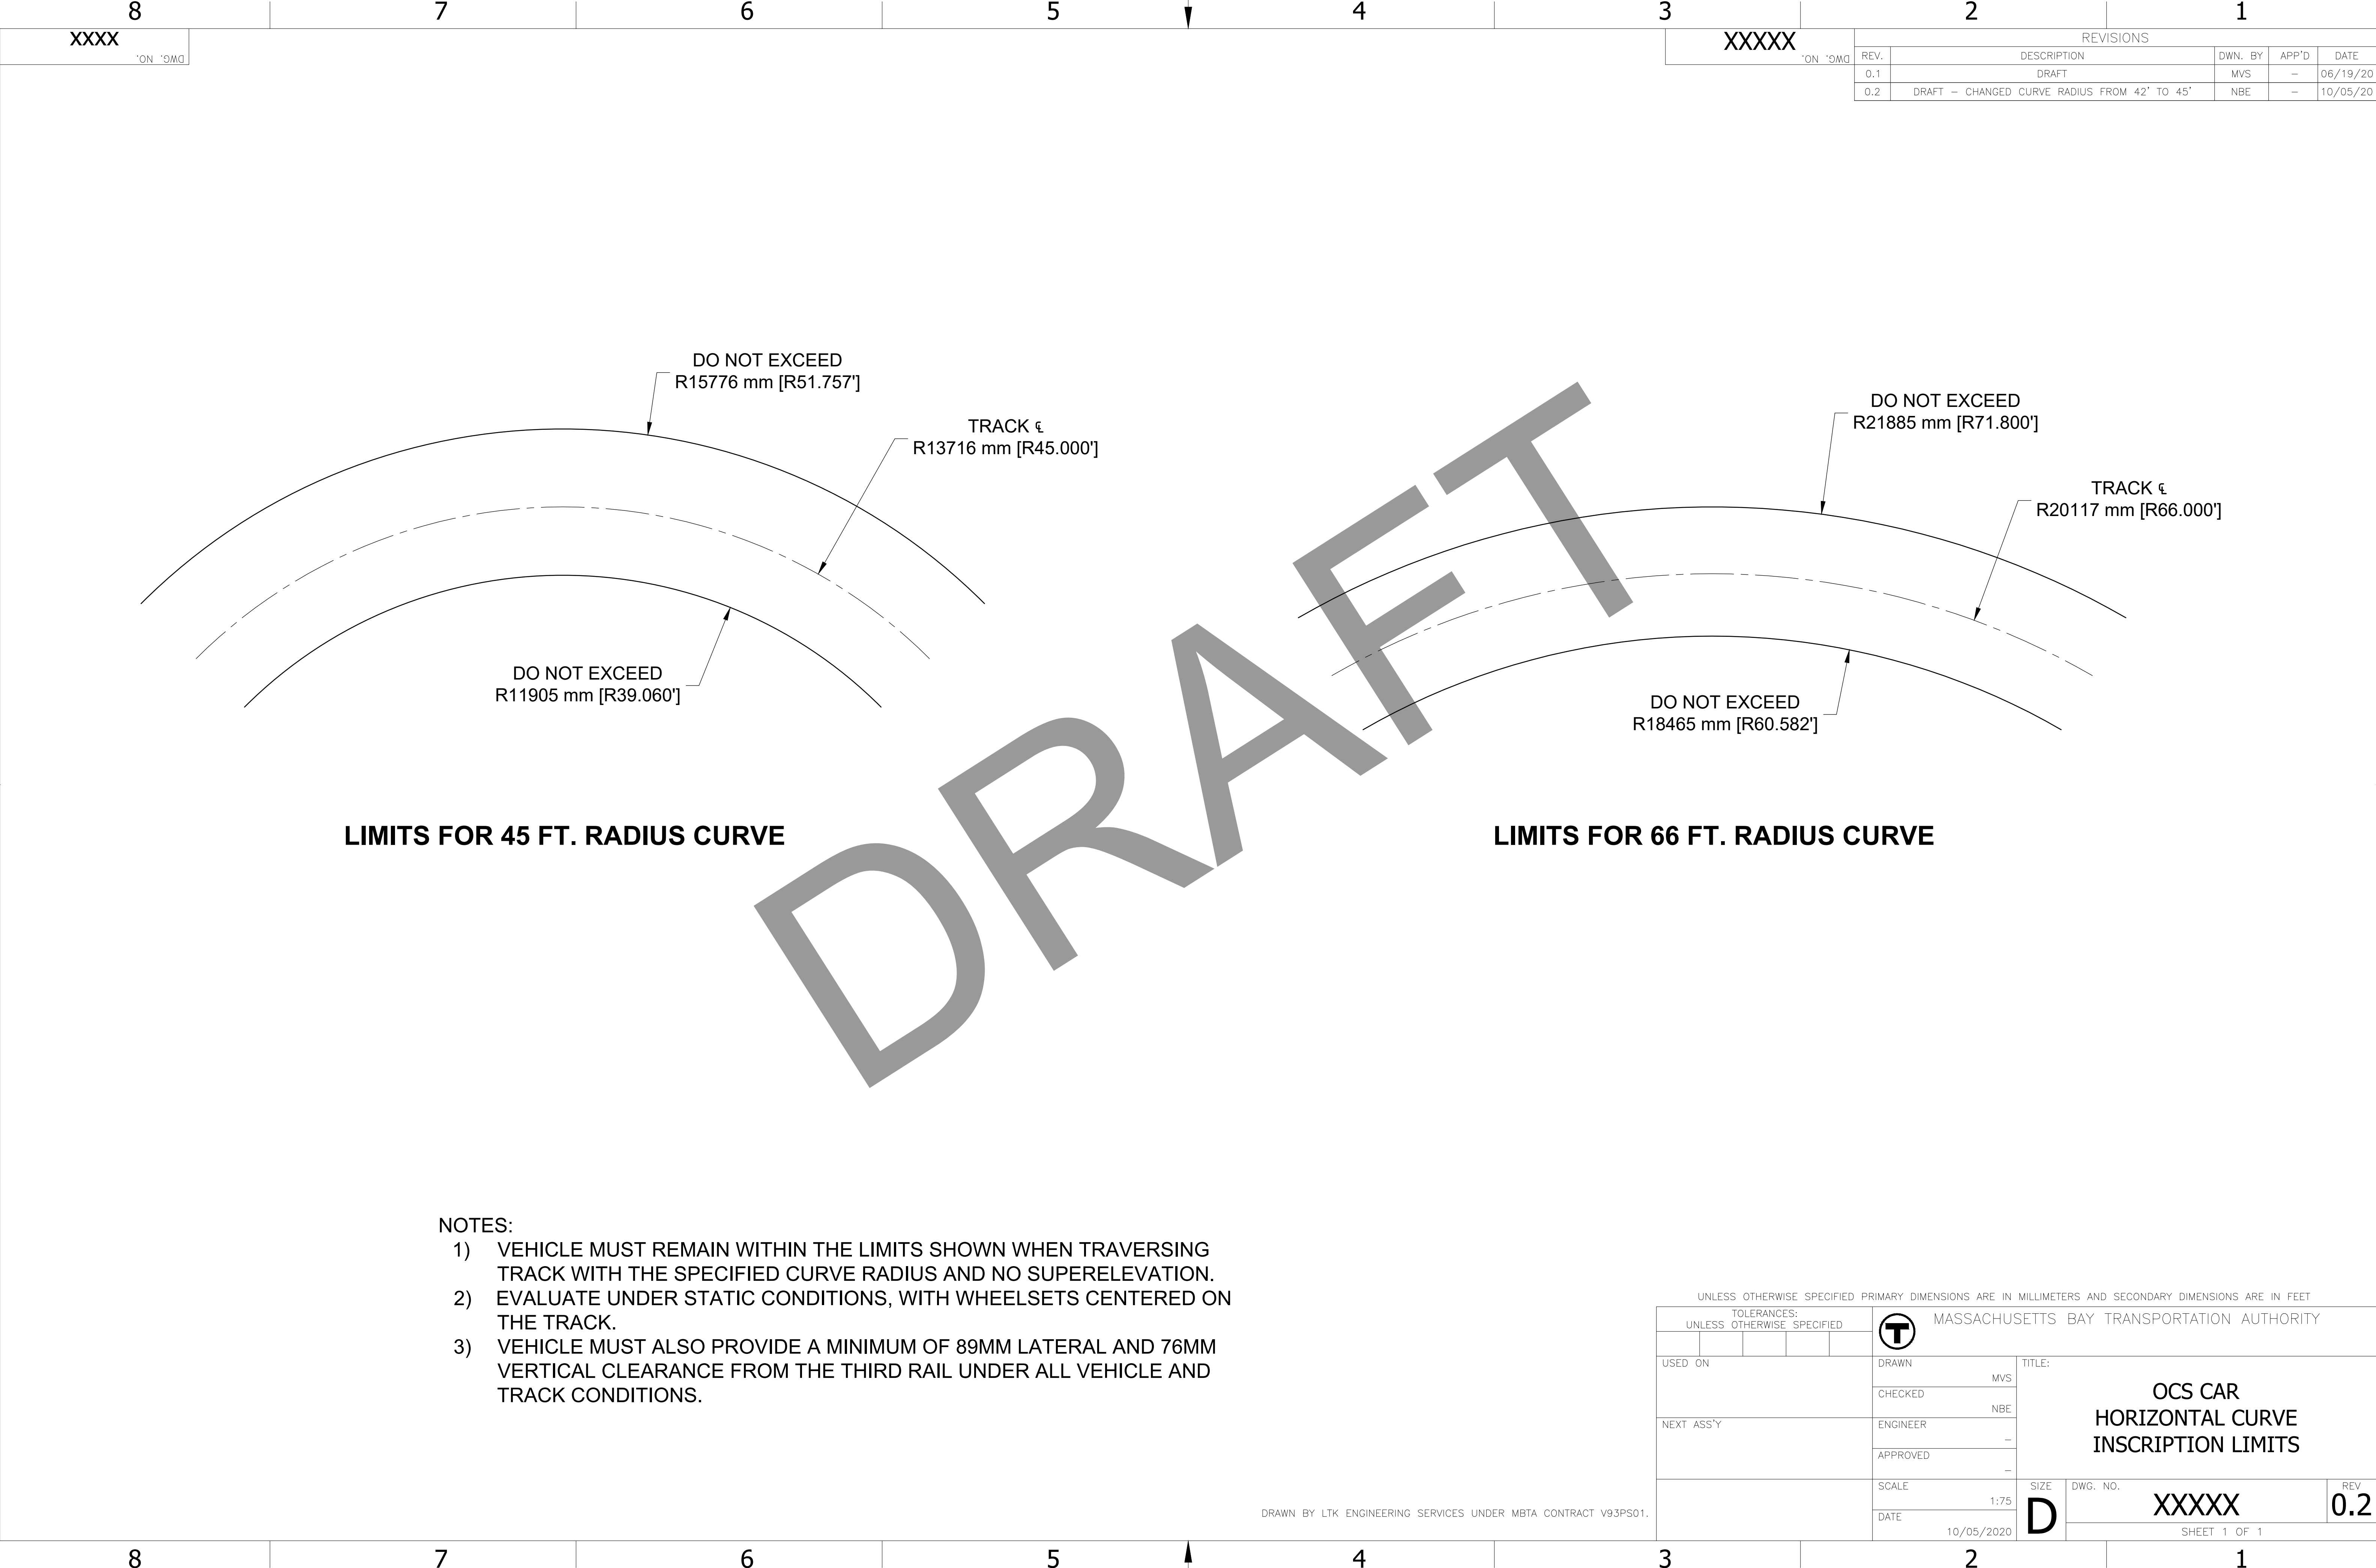 8 7 6 5 4 3 2 1
XXXX
DWG. NO.
XXXXX
DWG. NO.
REVISIONS
REV. DESCRIPTION DWN. BY APP'D DATE
0.1 DRAFT MVS – 06/19/20
0.2 DRAFT – CHANGED CURVE RADIUS FROM 42' TO 45' NBE – 10/05/20
DO NOT EXCEED
R15776 mm [R51.757']
TRACK ℄
R13716 mm [R45.000']
DO NOT EXCEED
R11905 mm [R39.060']
LIMITS FOR 45 FT. RADIUS CURVE
DO NOT EXCEED
R21885 mm [R71.800']
TRACK ℄
R20117 mm [R66.000']
DO NOT EXCEED
R18465 mm [R60.582']
LIMITS FOR 66 FT. RADIUS CURVE
DRAFT
NOTES:
1) VEHICLE MUST REMAIN WITHIN THE LIMITS SHOWN WHEN TRAVERSING
TRACK WITH THE SPECIFIED CURVE RADIUS AND NO SUPERELEVATION.
2) EVALUATE UNDER STATIC CONDITIONS, WITH WHEELSETS CENTERED ON
THE TRACK.
3) VEHICLE MUST ALSO PROVIDE A MINIMUM OF 89MM LATERAL AND 76MM
VERTICAL CLEARANCE FROM THE THIRD RAIL UNDER ALL VEHICLE AND
TRACK CONDITIONS.
UNLESS OTHERWISE SPECIFIED PRIMARY DIMENSIONS ARE IN MILLIMETERS AND SECONDARY DIMENSIONS ARE IN FEET
TOLERANCES:
UNLESS OTHERWISE SPECIFIED
T
MASSACHUSETTS BAY TRANSPORTATION AUTHORITY
USED ON
NEXT ASS'Y
DRAWN
MVS
CHECKED
NBE
ENGINEER
–
APPROVED
–
SCALE
1:75
DATE
10/05/2020
TITLE:
OCS CAR
HORIZONTAL CURVE
INSCRIPTION LIMITS
SIZE
D
DWG. NO.
XXXXX
REV
0.2
SHEET 1 OF 1
DRAWN BY LTK ENGINEERING SERVICES UNDER MBTA CONTRACT V93PS01.
8 7 6 5 4 3 2 1